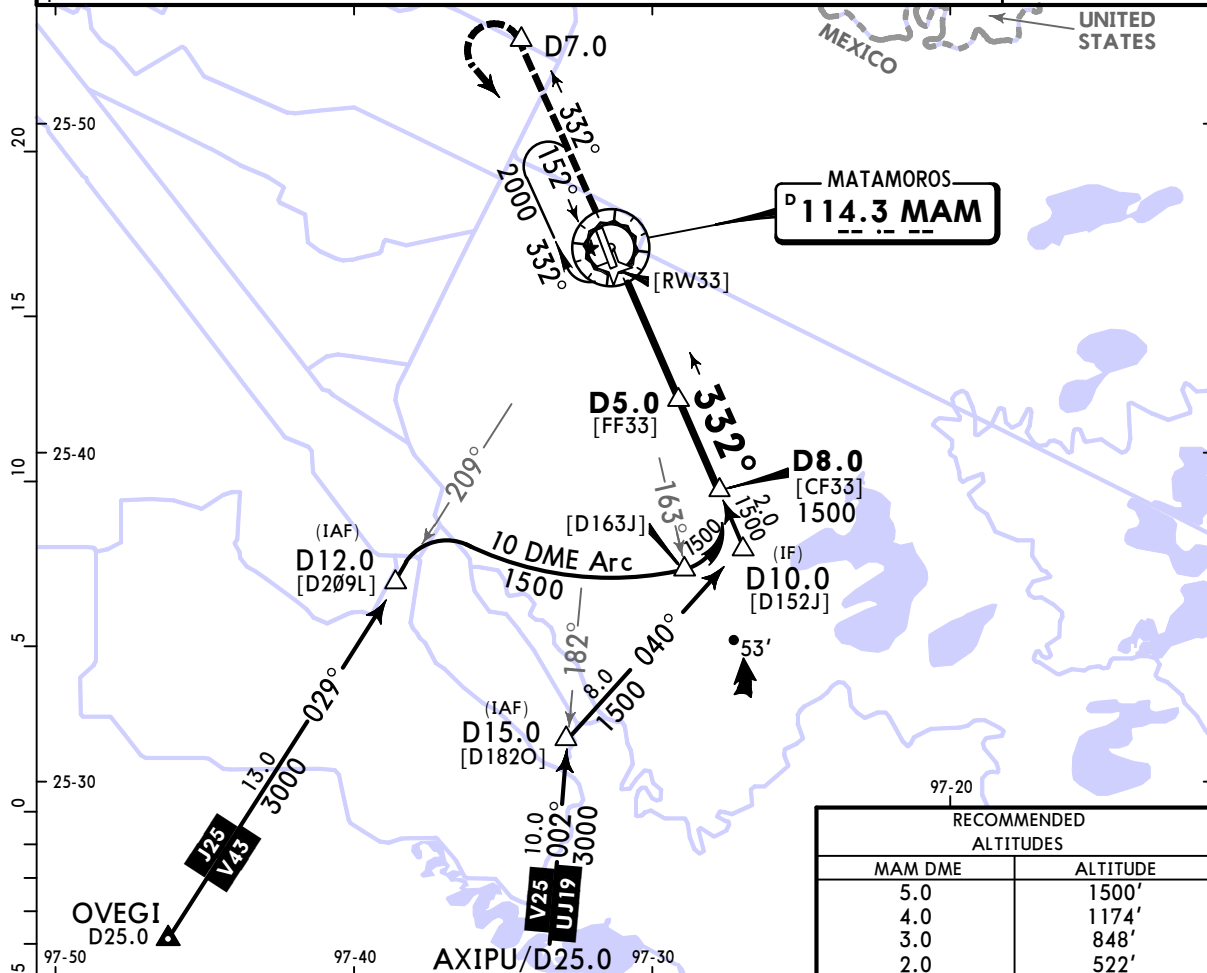 UNITED
STATES
MEXICO
D7.0
332°
25-50
20
152°
2000
332°
MATAMOROS
D 114.3 MAM
[RW33]
15
D5.0
[FF33]
332°
D8.0
[CF33]
1500
2.0
1500
25-40
10
209°
163°
[D163J]
1500
(IAF)
D12.0
[D209L]
10 DME Arc
1500
(IF)
D10.0
[D152J]
53'
5
029°
13.0
3000
182°
040°
8.0
1500
(IAF)
D15.0
[D182O]
25-30
0
10.0
002°
3000
J25
V43
V25
UJ19
OVEGI
D25.0
AXIPU/D25.0
97-20
RECOMMENDED
ALTITUDES
MAM DME ALTITUDE
5.0 1500'
4.0 1174'
3.0 848'
2.0 522'
5
97-50
97-40
97-30